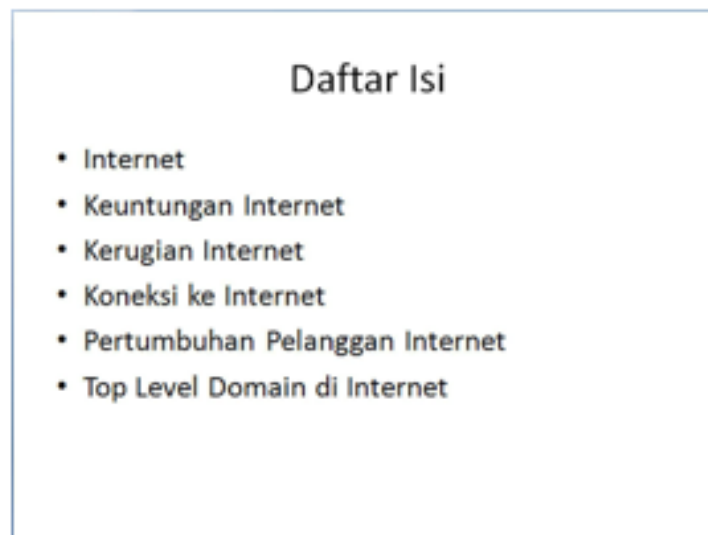 Daftar Isi
• Internet
• Keuntungan Internet
• Kerugian Internet
• Koneksi ke Internet
• Pertumbuhan Pelanggan Internet
• Top Level Domain di Internet